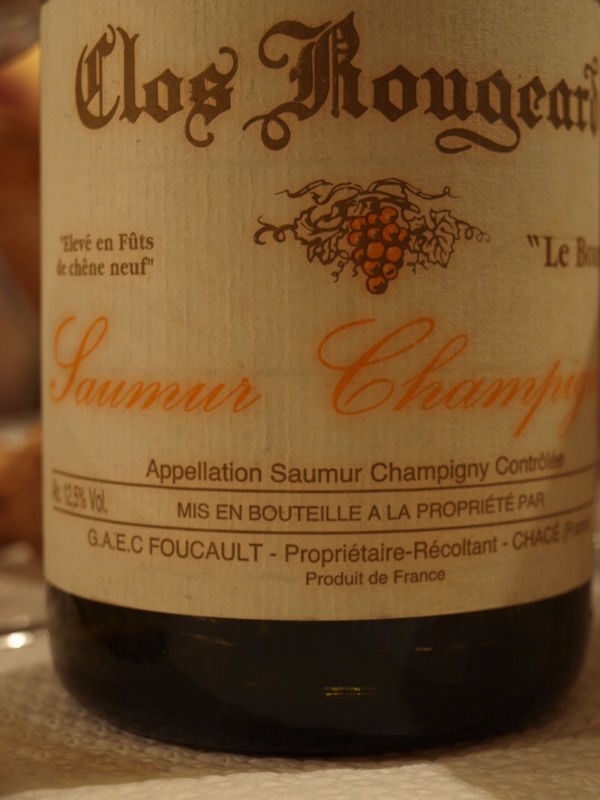 Clos Rougeard
"Elevé en Fûts
de chêne neuf"
"Le Bou
Saumur Champig
Appellation Saumur Champigny Contrôlée
Alc 12,5% Vol.
MIS EN BOUTEILLE A LA PROPRIÉTÉ PAR
G.A.E.C FOUCAULT - Propriétaire-Récoltant - CHACÉ (Fran
Produit de France